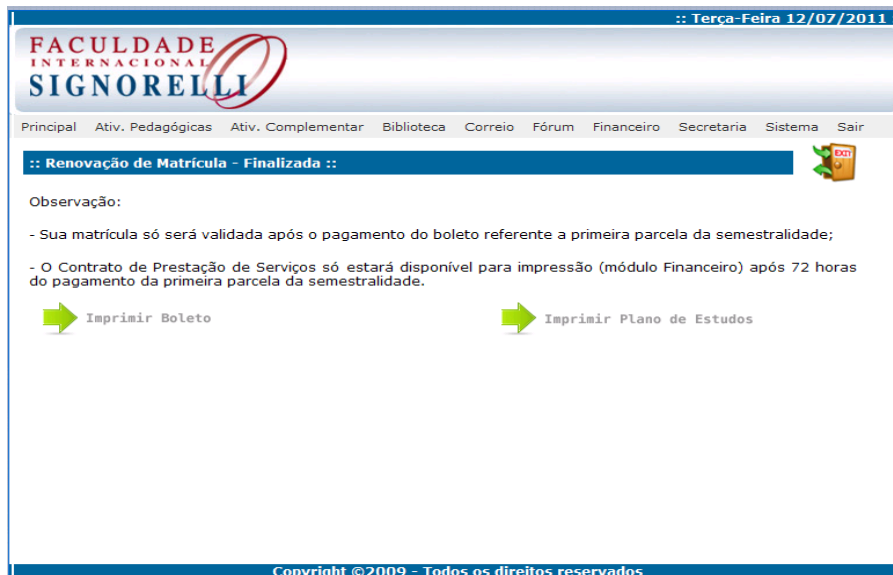 :: Terça-Feira 12/07/2011
FACULDADE
INTERNACIONAL
SIGNORELLI
Principal Ativ. Pedagógicas Ativ. Complementar Biblioteca Correio Fórum Financeiro Secretaria Sistema Sair
:: Renovação de Matrícula - Finalizada ::
EXIT
Observação:
- Sua matrícula só será validada após o pagamento do boleto referente a primeira parcela da semestralidade;
- O Contrato de Prestação de Serviços só estará disponível para impressão (módulo Financeiro) após 72 horas
do pagamento da primeira parcela da semestralidade.
Imprimir Boleto
Imprimir Plano de Estudos
Copyright ©2009 - Todos os direitos reservados